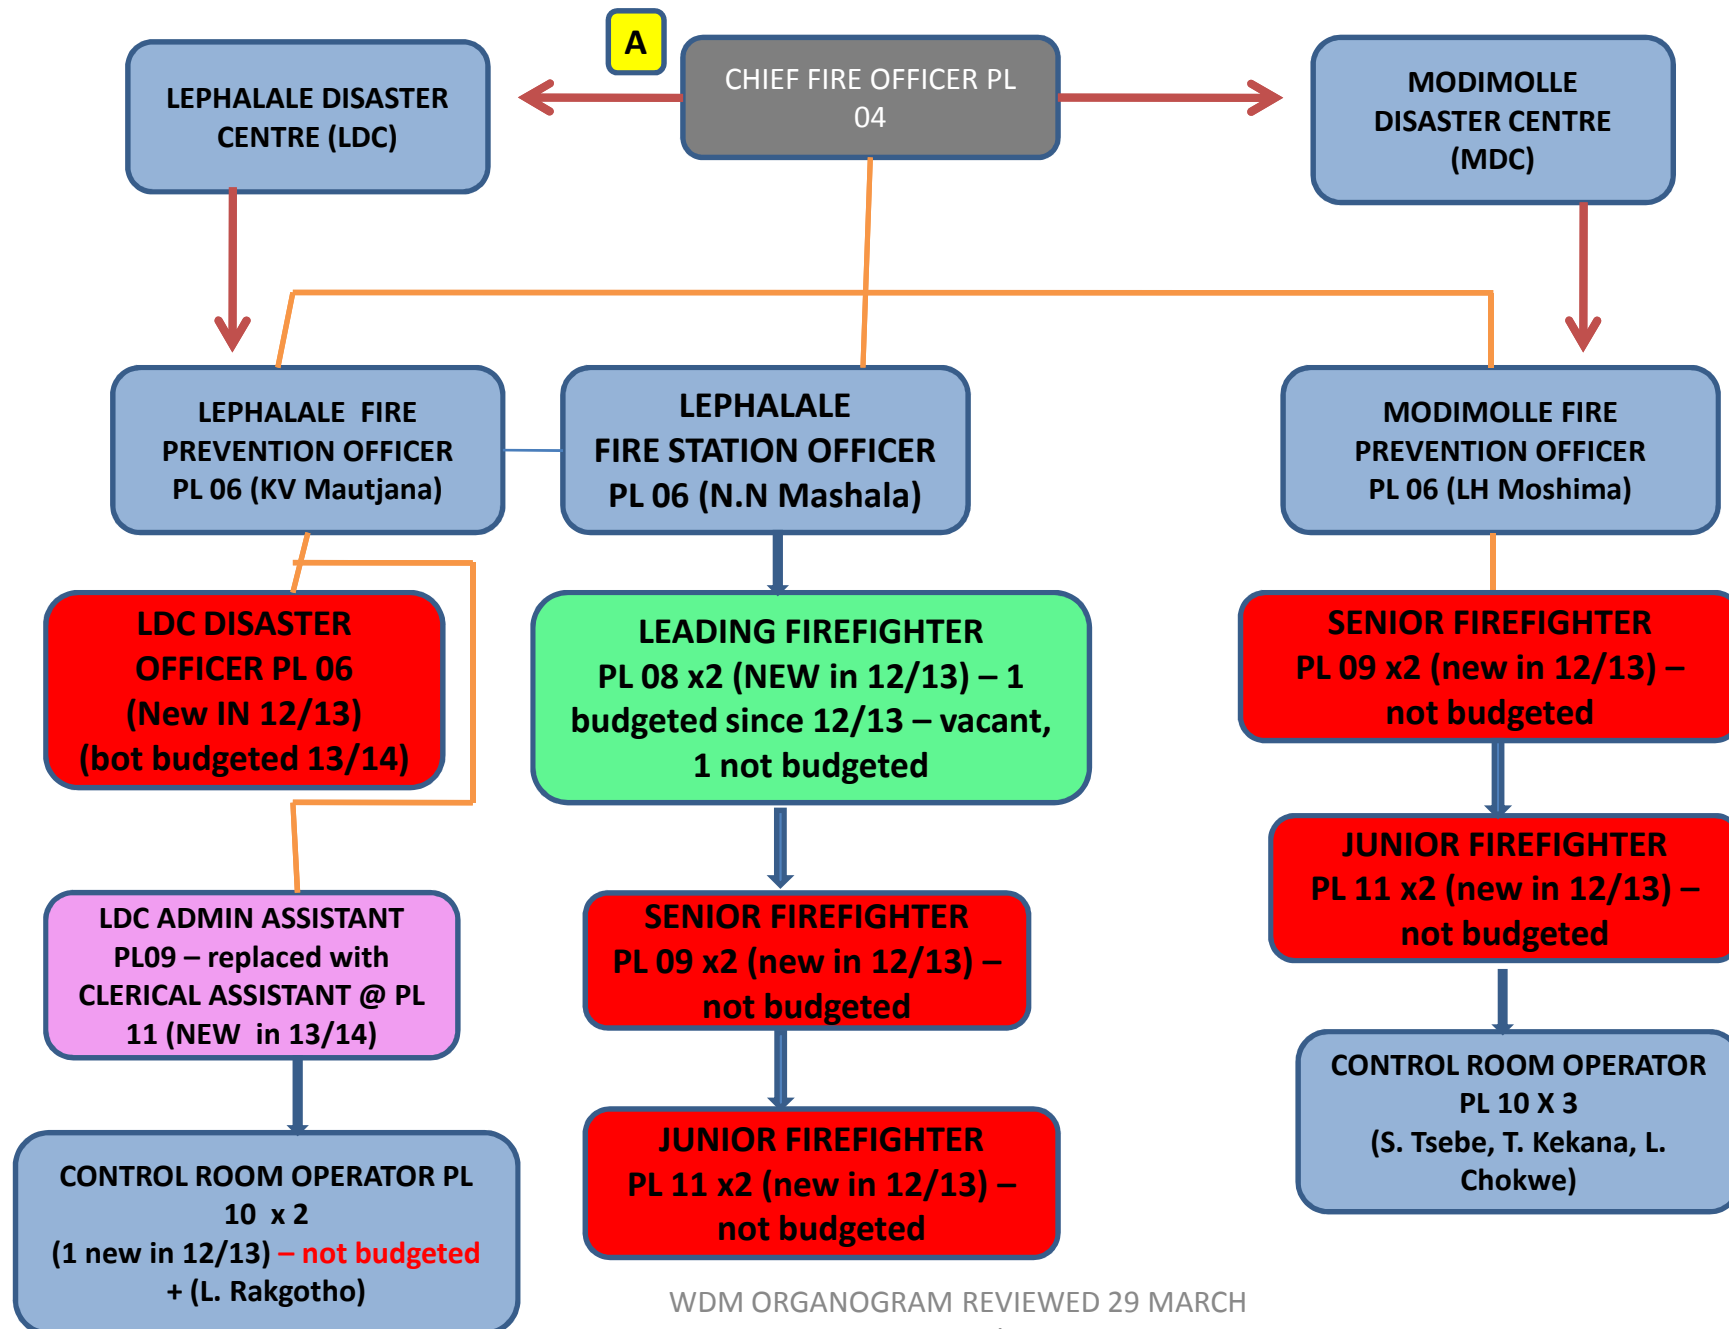 A
CHIEF FIRE OFFICER PL
04
LEPHALALE DISASTER
CENTRE (LDC)
MODIMOLLE
DISASTER CENTRE
(MDC)
LEPHALALE  FIRE
PREVENTION OFFICER
PL 06 (KV Mautjana)
LEPHALALE
FIRE STATION OFFICER
PL 06 (N.N Mashala)
MODIMOLLE FIRE
PREVENTION OFFICER
PL 06 (LH Moshima)
LDC DISASTER
OFFICER PL 06
(New IN 12/13)
(bot budgeted 13/14)
LEADING FIREFIGHTER
PL 08 x2 (NEW in 12/13) – 1
budgeted since 12/13 – vacant,
1 not budgeted
SENIOR FIREFIGHTER
PL 09 x2 (new in 12/13) –
not budgeted
JUNIOR FIREFIGHTER
PL 11 x2 (new in 12/13) –
not budgeted
LDC ADMIN ASSISTANT
PL09 – replaced with
CLERICAL ASSISTANT @ PL
11 (NEW  in 13/14)
SENIOR FIREFIGHTER
PL 09 x2 (new in 12/13) –
not budgeted
CONTROL ROOM OPERATOR
PL 10 X 3
(S. Tsebe, T. Kekana, L.
Chokwe)
CONTROL ROOM OPERATOR PL
10  x 2
(1 new in 12/13) – not budgeted
+ (L. Rakgotho)
JUNIOR FIREFIGHTER
PL 11 x2 (new in 12/13) –
not budgeted
WDM ORGANOGRAM REVIEWED 29 MARCH